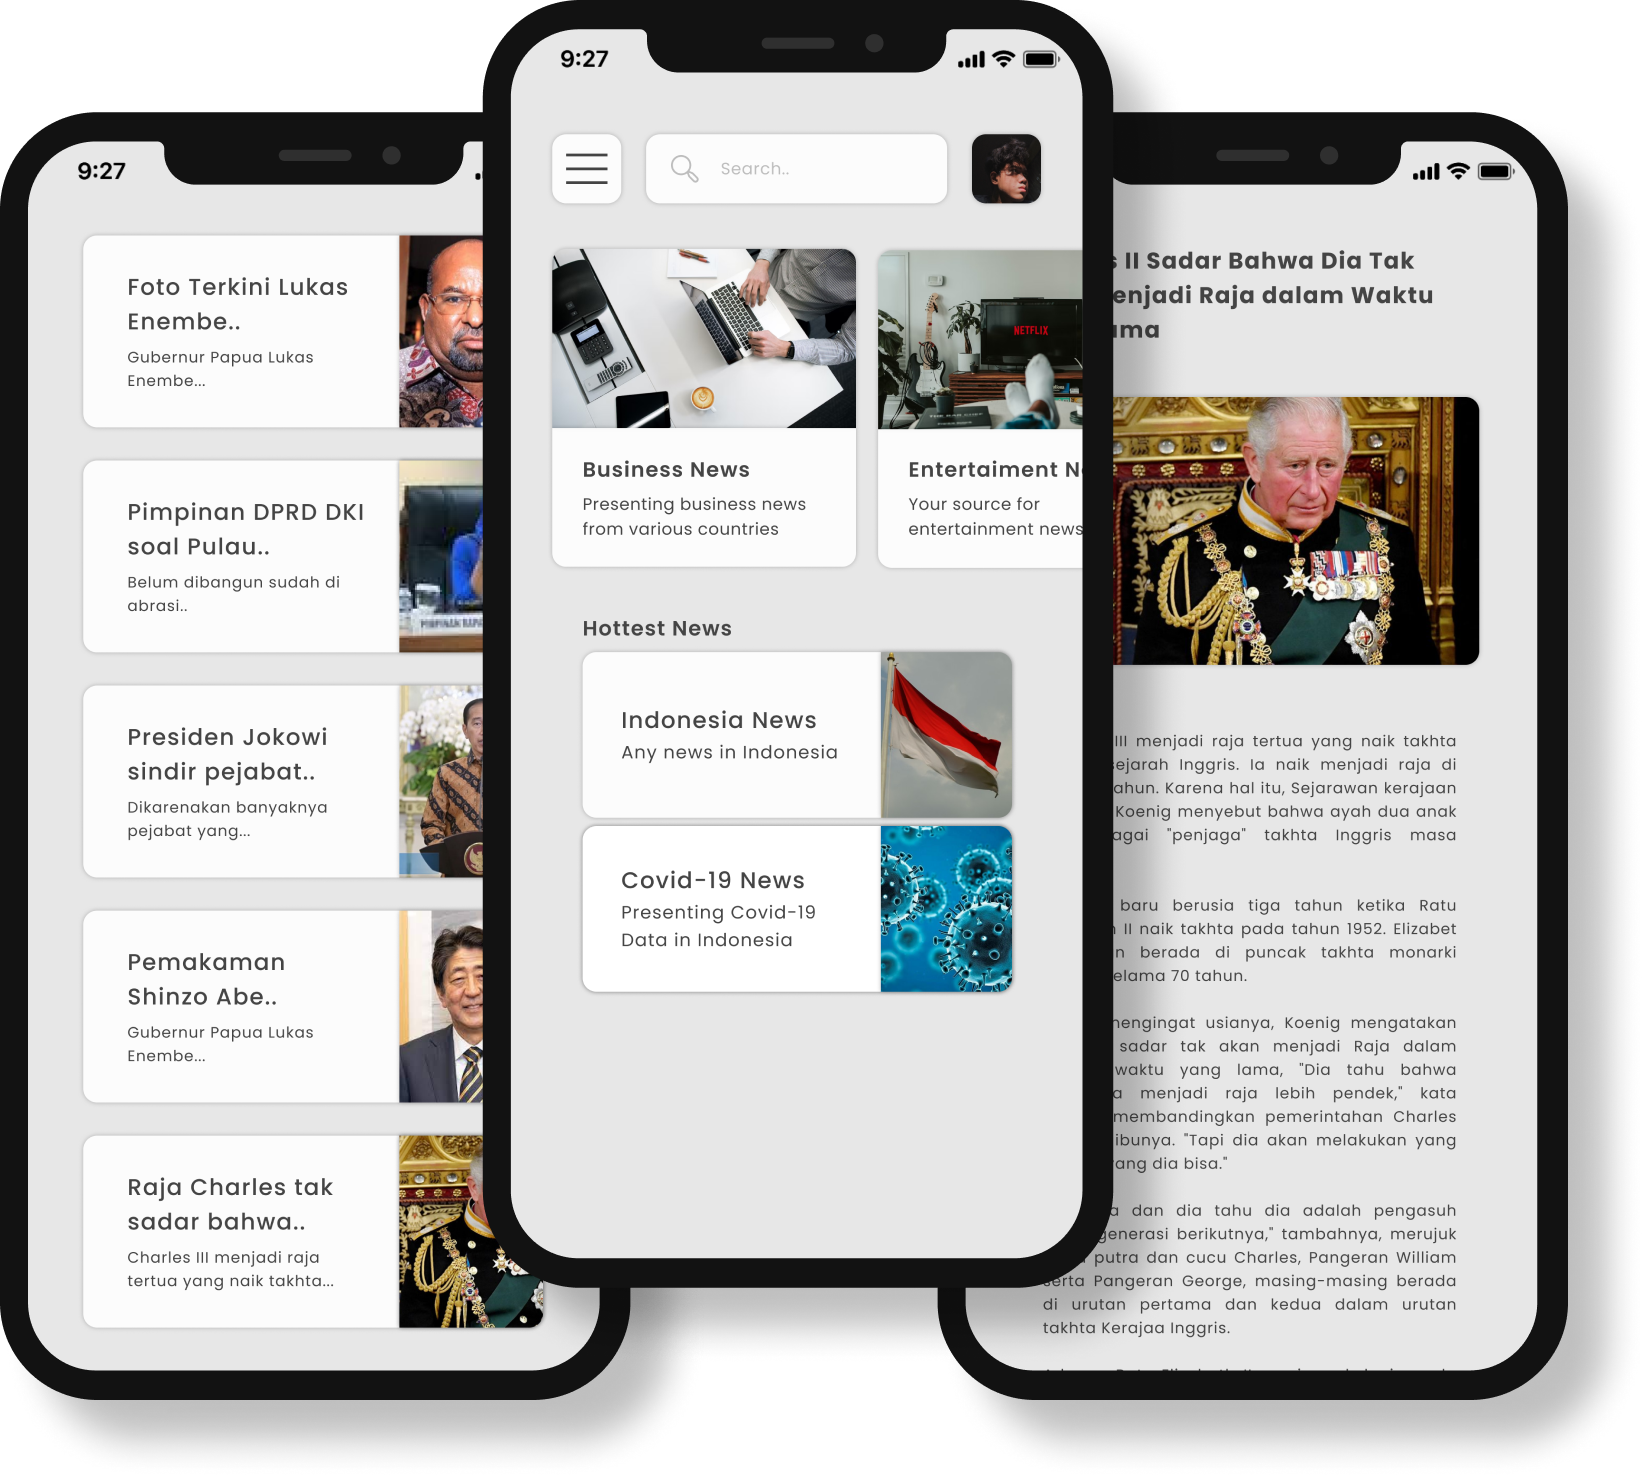 9:27
Foto Terkini Lukas
Enembe..
Gubernur Papua Lukas
Enembe...
Pimpinan DPRD DKI
soal Pulau..
Belum dibangun sudah di
abrasi..
Presiden Jokowi
sindir pejabat..
Dikarenakan banyaknya
pejabat yang...
Pemakaman
Shinzo Abe..
Gubernur Papua Lukas
Enembe...
Raja Charles tak
sadar bahwa..
Charles III menjadi raja
tertua yang naik takhta...
9:27
Search..
NETFLIX
Business News
Presenting business news
from various countries
Entertaiment
Your source for
entertainment news
Hottest News
Indonesia News
Any news in Indonesia
Covid-19 News
Presenting Covid-19
Data in Indonesia
II Sadar Bahwa Dia Tak
Raja dalam Waktu
III menjadi raja tertua yang naik takhta
sejarah Inggris. Ia naik menjadi raja di
Karena hal itu, Sejarawan kerajaan
Koenig menyebut bahwa ayah dua anak
"penjaga" takhta Inggris masa
baru berusia tiga tahun ketika Ratu
II naik takhta pada tahun 1952. Elizabet
berada di puncak takhta monarki
selama 70 tahun.
mengingat usianya, Koenig mengatakan
sadar tak akan menjadi Raja dalam
waktu yang lama, "Dia tahu bahwa
menjadi raja lebih pendek," kata
membandingkan pemerintahan Charles
ibunya. "Tapi dia akan melakukan yang
yang dia bisa."
dan dia tahu dia adalah pengasuh
generasi berikutnya," tambahnya, merujuk
putra dan cucu Charles, Pangeran William
serta Pangeran George, masing-masing berada
di urutan pertama dan kedua dalam urutan
takhta Kerajaa Inggris.